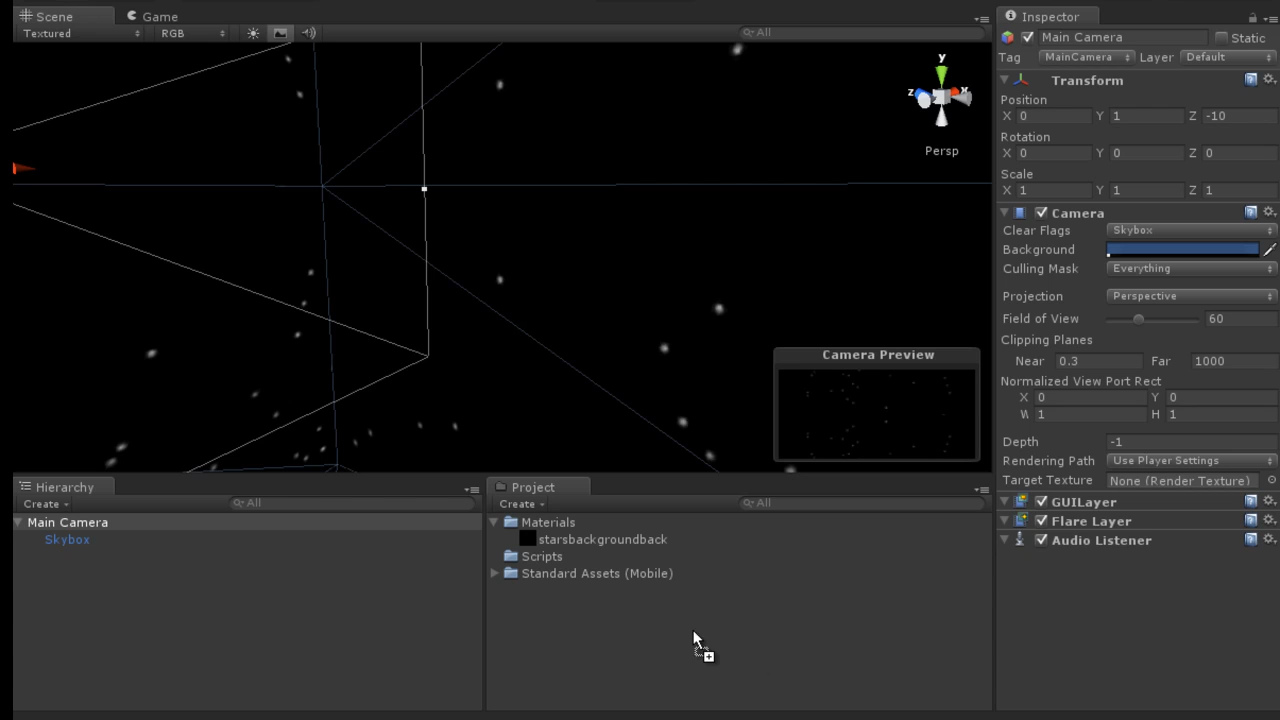 Scene Game
Textured RGB All
y
z x
Persp
Camera Preview
Hierarchy
Create All
Main Camera
Skybox
Project
Create All
Materials
starsbackgroundback
Scripts
Standard Assets (Mobile)
Inspector
Main Camera Static
Tag MainCamera Layer Default
Transform
Position
X 0 Y 1 Z -10
Rotation
X 0 Y 0 Z 0
Scale
X 1 Y 1 Z 1
Camera
Clear Flags Skybox
Background
Culling Mask Everything
Projection Perspective
Field of View 60
Clipping Planes
Near 0.3 Far 1000
Normalized View Port Rect
X 0 Y 0
W 1 H 1
Depth -1
Rendering Path Use Player Settings
Target Texture None (Render Texture)
GUILayer
Flare Layer
Audio Listener